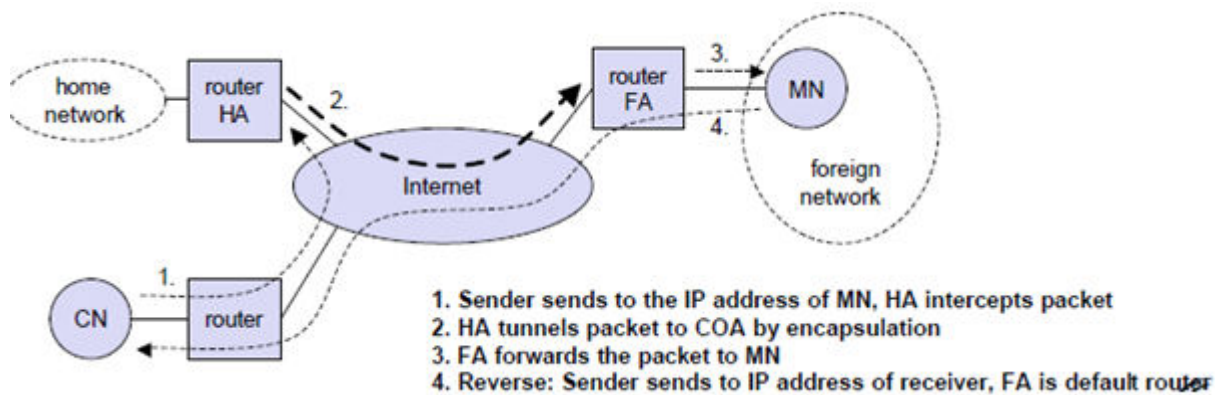 home
network
router
HA
2.
router
FA
3.
MN
4.
Internet
foreign
network
1.
CN
router
1. Sender sends to the IP address of MN, HA intercepts packet
2. HA tunnels packet to COA by encapsulation
3. FA forwards the packet to MN
4. Reverse: Sender sends to IP address of receiver, FA is default router